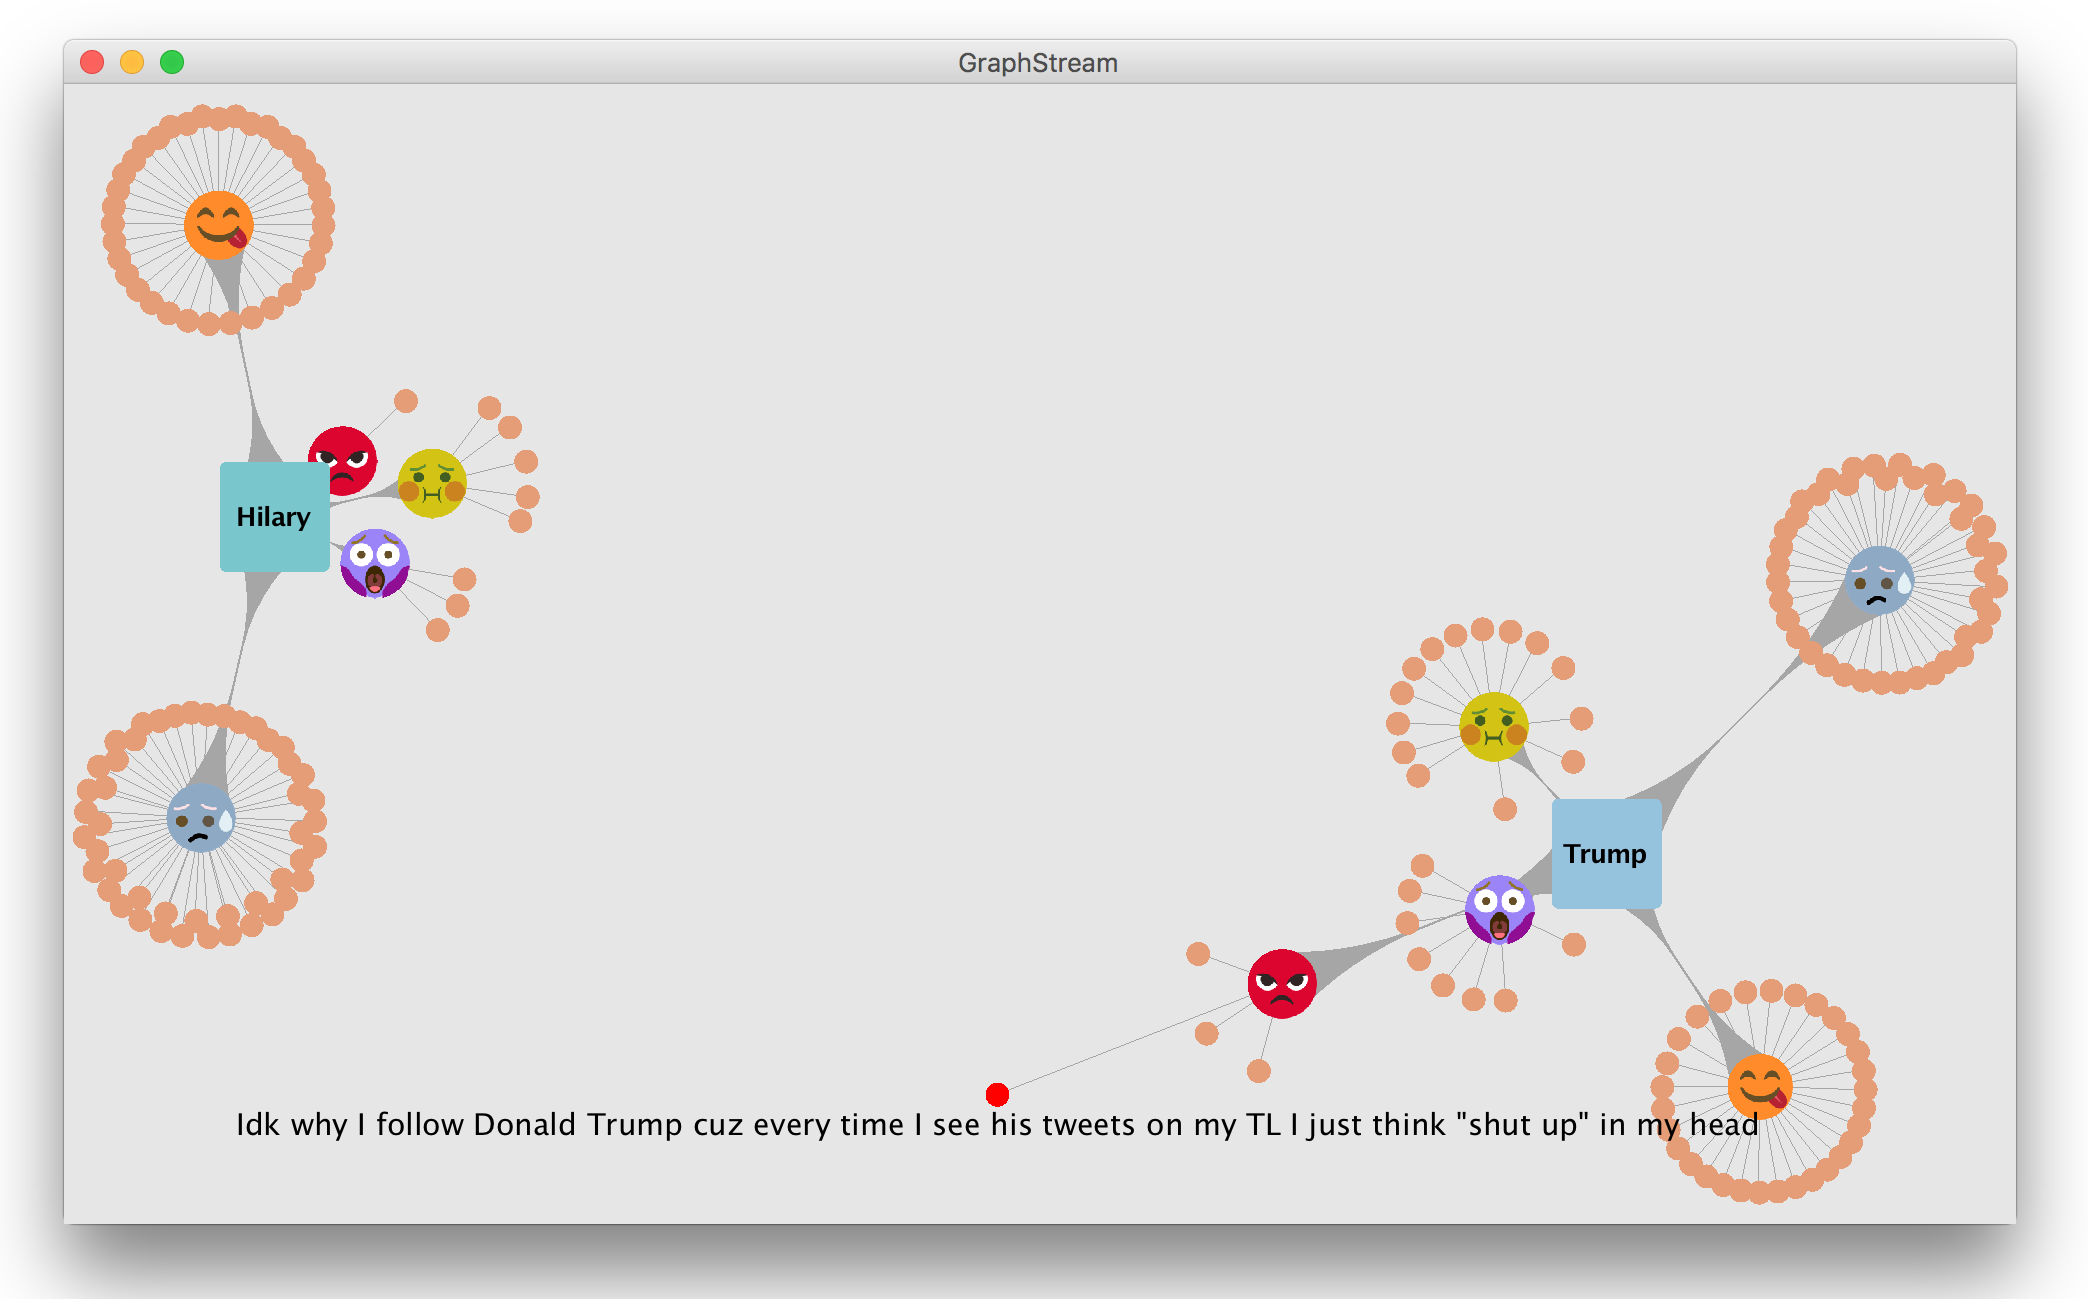 GraphStream
Hilary
Trump
Idk why I follow Donald Trump cuz every time I see his tweets on my TL I just think "shut up" in my head